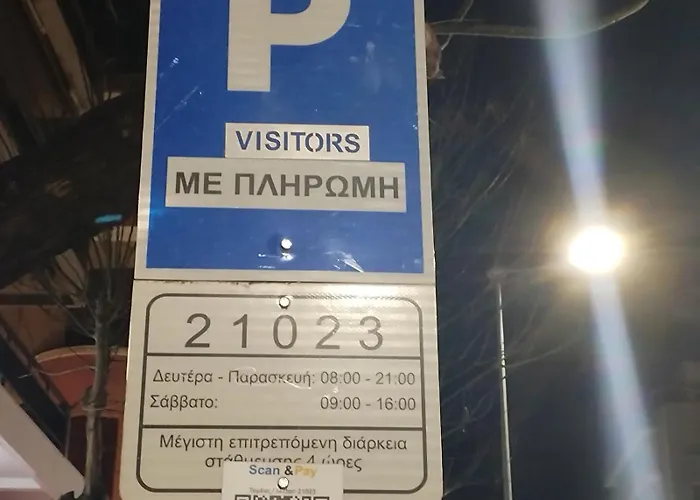 P
VISITORS
ΜΕ ΠΛΗΡΩΜΗ
21023
Δευτέρα - Παρασκευή: 08:00 - 21:00
Σάββατο: 09:00 - 16:00
Μέγιστη επιτρεπόμενη διάρκεια
στάθμευσης 4 ώρες
Scan & Pay
21023